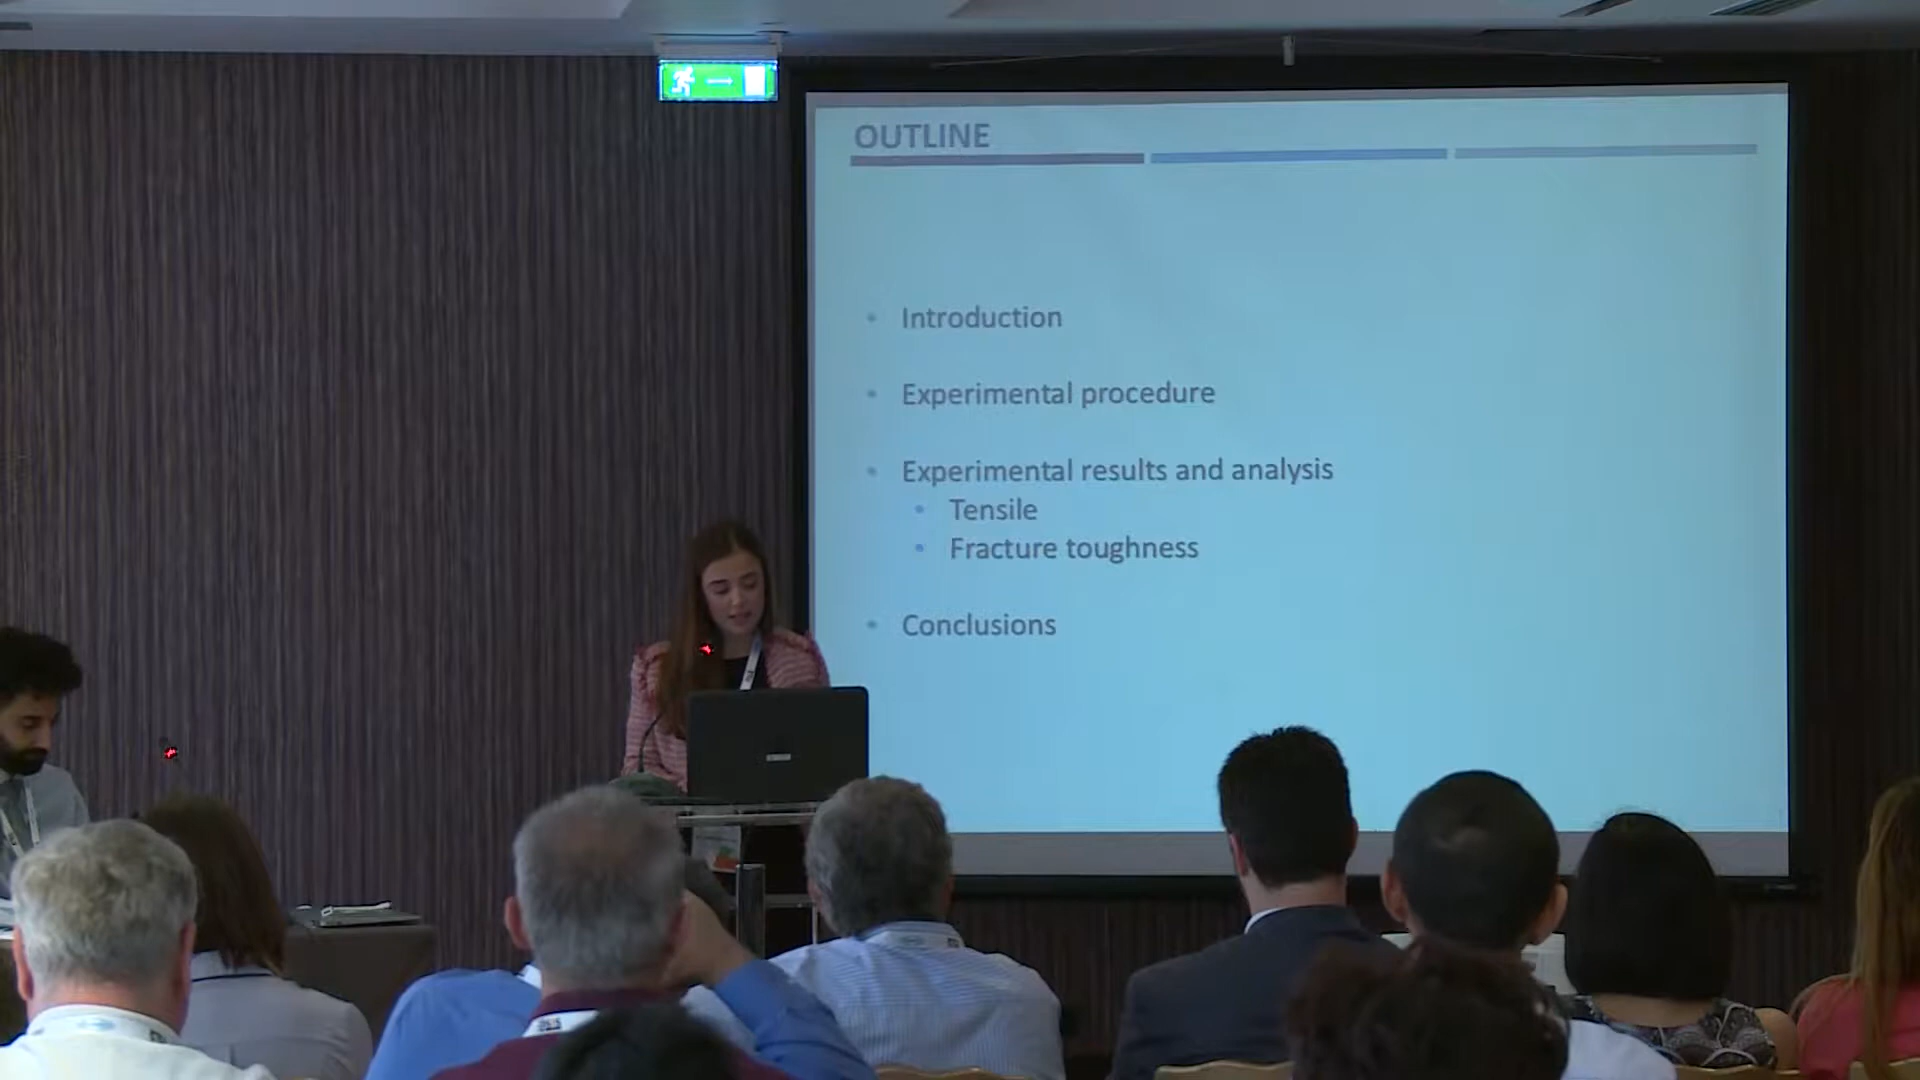 OUTLINE
• Introduction
• Experimental procedure
• Experimental results and analysis
• Tensile
• Fracture toughness
• Conclusions